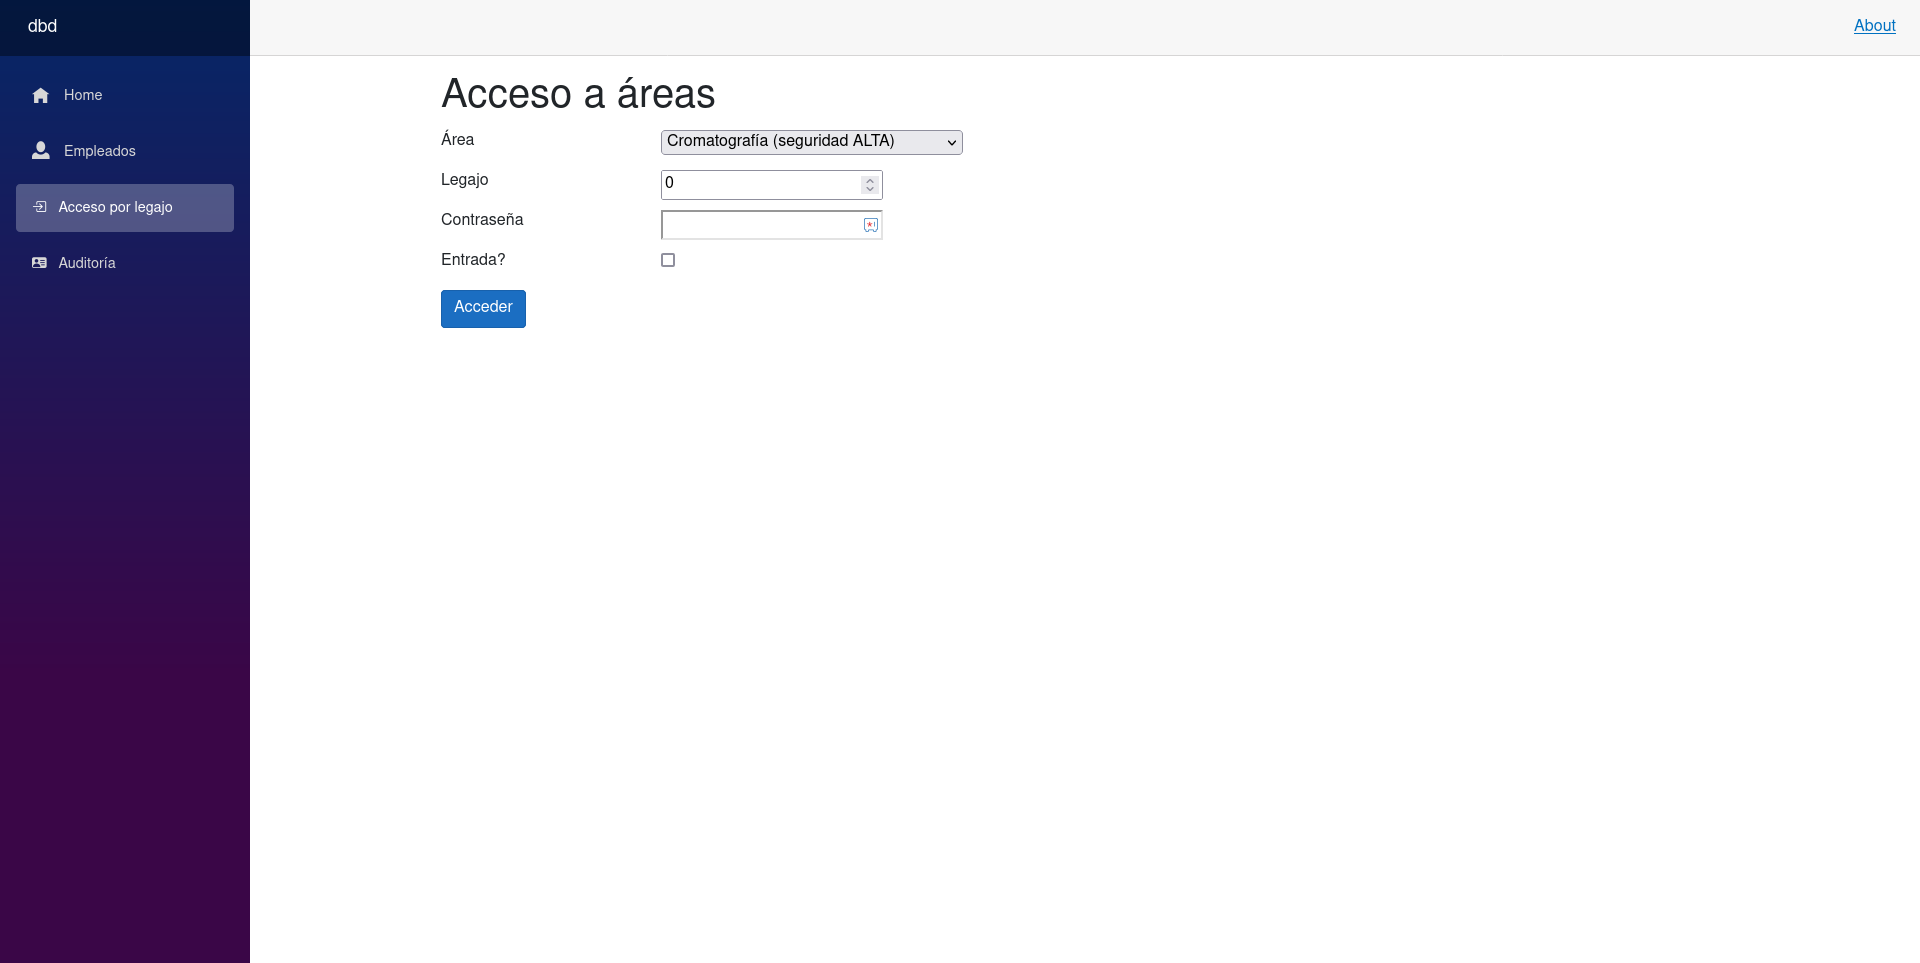 dbd
About
Home
Empleados
Acceso por legajo
Auditoría
Acceso a áreas
Área
Cromatografía (seguridad ALTA)
Legajo
0
Contraseña
Entrada?
Acceder